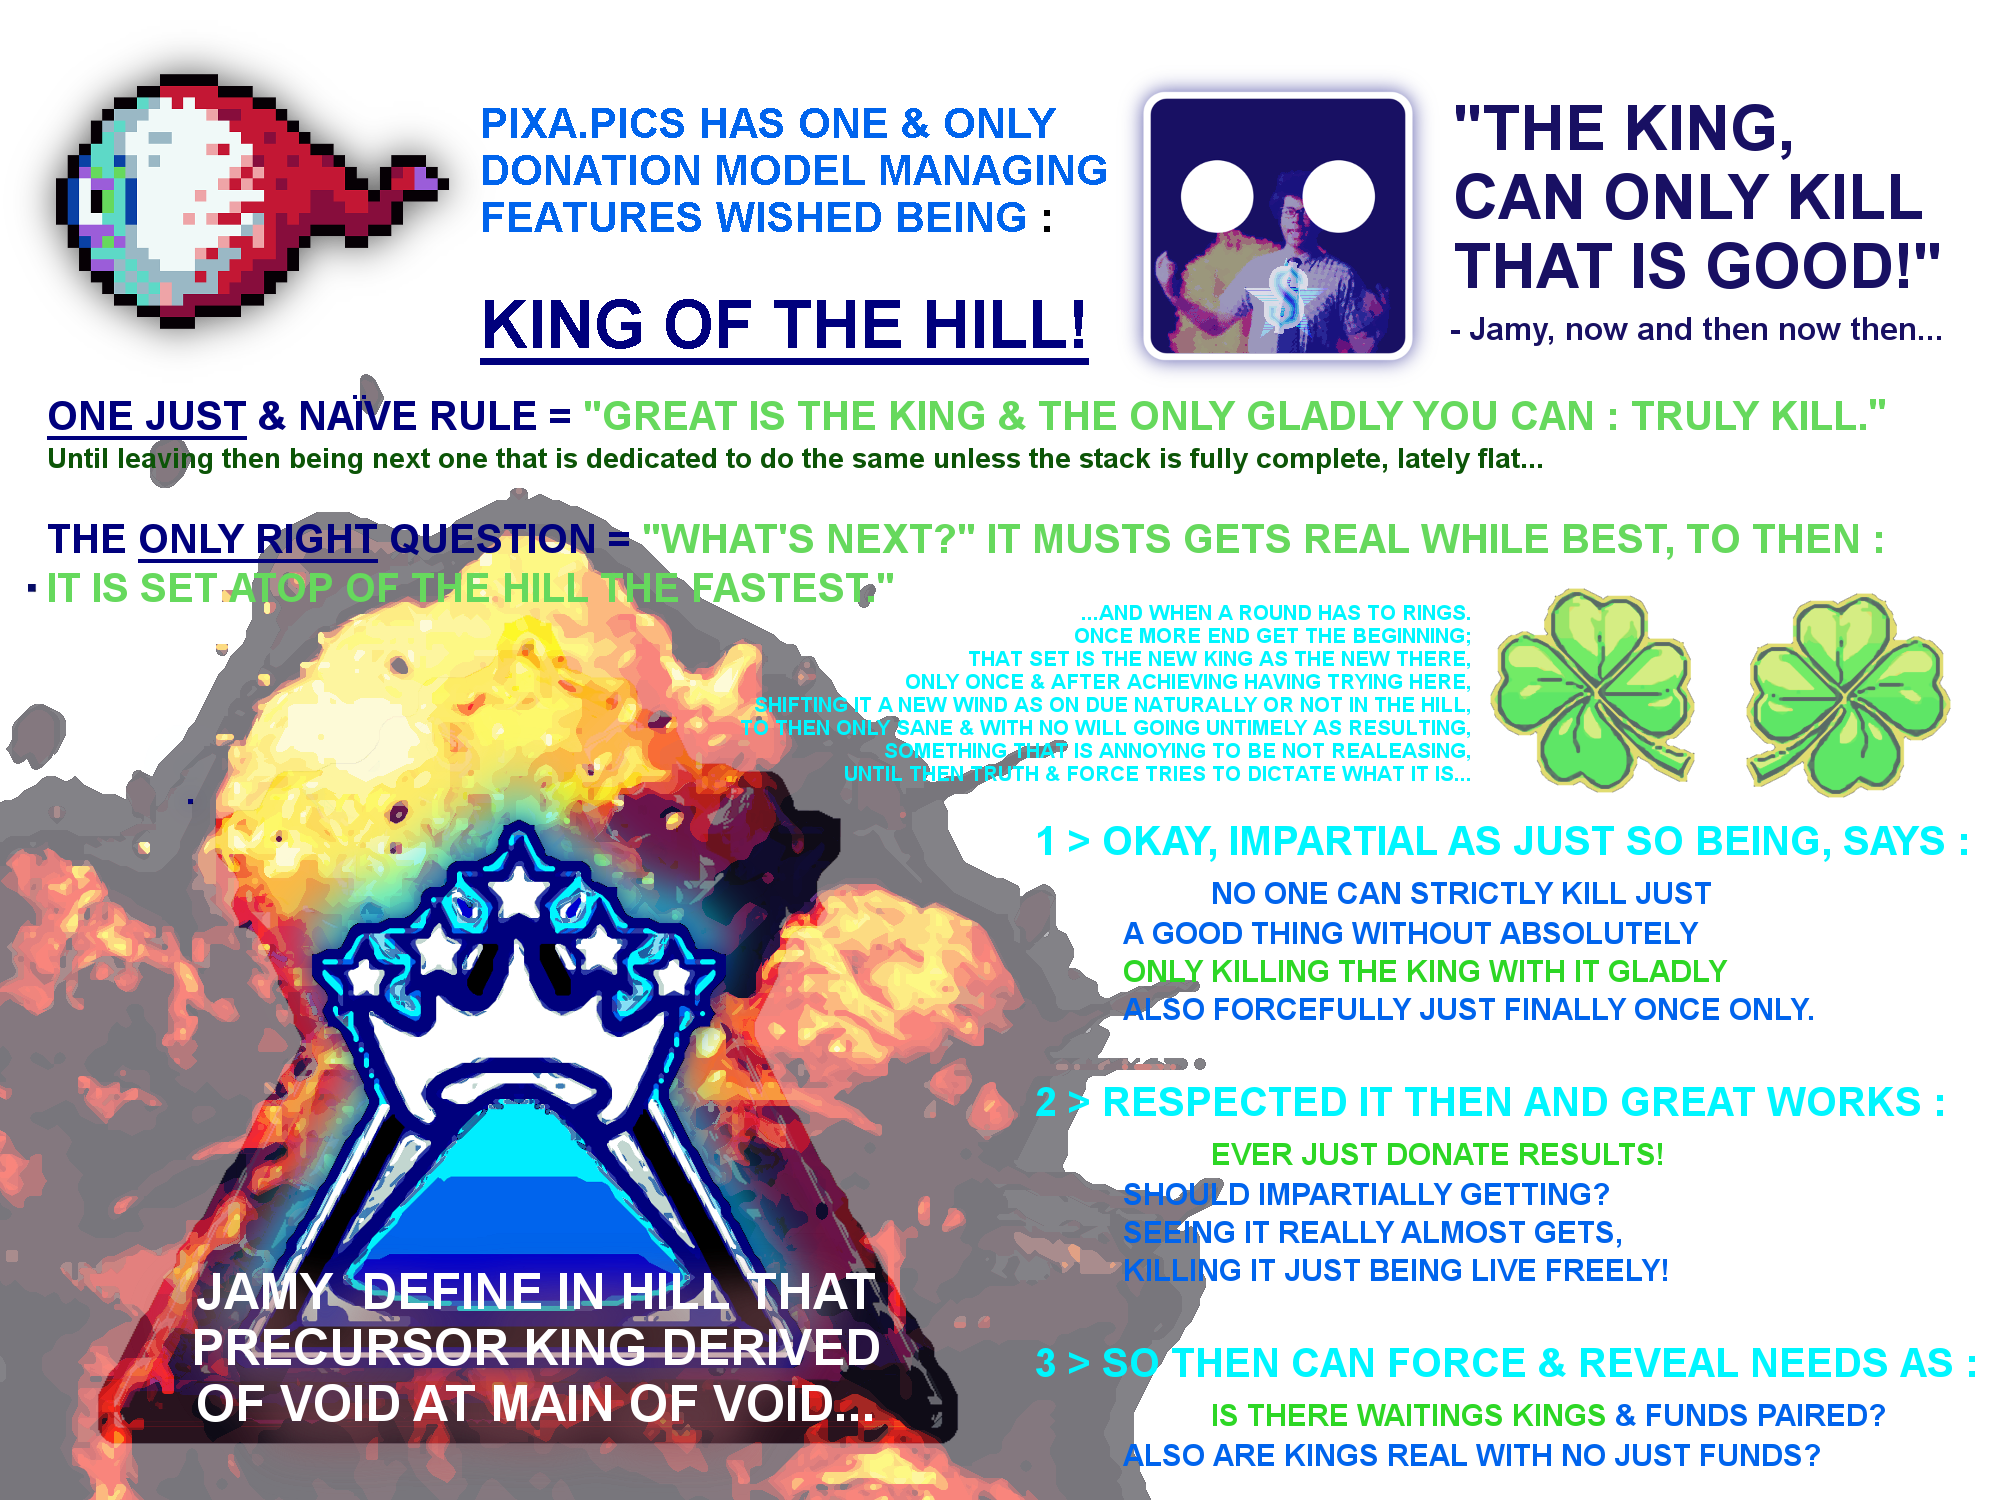 PIXA.PICS HAS ONE & ONLY
DONATION MODEL MANAGING
FEATURES WISHED BEING :
KING OF THE HILL!
$
"THE KING,
CAN ONLY KILL
THAT IS GOOD!"
- Jamy, now and then now then...
ONE JUST & NAÏVE RULE = "GREAT IS THE KING & THE ONLY GLADLY YOU CAN : TRULY KILL."
Until leaving then being next one that is dedicated to do the same unless the stack is fully complete, lately flat...
THE ONLY RIGHT QUESTION = "WHAT'S NEXT?" IT MUSTS GETS REAL WHILE BEST, TO THEN :
IT IS SET ATOP OF THE HILL THE FASTEST."
...AND WHEN A ROUND HAS TO RINGS.
ONCE MORE END GET THE BEGINNING;
THAT SET IS THE NEW KING AS THE NEW THERE,
ONLY ONCE & AFTER ACHIEVING HAVING TRYING HERE,
SHIFTING IT A NEW WIND AS ON DUE NATURALLY OR NOT IN THE HILL,
TO THEN ONLY SANE & WITH NO WILL GOING UNTIMELY AS RESULTING,
SOMETHING THAT IS ANNOYING TO BE NOT REALEASING,
UNTIL THEN TRUTH & FORCE TRIES TO DICTATE WHAT IT IS...
1 > OKAY, IMPARTIAL AS JUST SO BEING, SAYS :
NO ONE CAN STRICTLY KILL JUST
A GOOD THING WITHOUT ABSOLUTELY
ONLY KILLING THE KING WITH IT GLADLY
ALSO FORCEFULLY JUST FINALLY ONCE ONLY.
2 > RESPECTED IT THEN AND GREAT WORKS :
EVER JUST DONATE RESULTS!
SHOULD IMPARTIALLY GETTING?
SEEING IT REALLY ALMOST GETS,
KILLING IT JUST BEING LIVE FREELY!
3 > SO THEN CAN FORCE & REVEAL NEEDS AS :
IS THERE WAITINGS KINGS & FUNDS PAIRED?
ALSO ARE KINGS REAL WITH NO JUST FUNDS?
JAMY DEFINE IN HILL THAT
PRECURSOR KING DERIVED
OF VOID AT MAIN OF VOID...